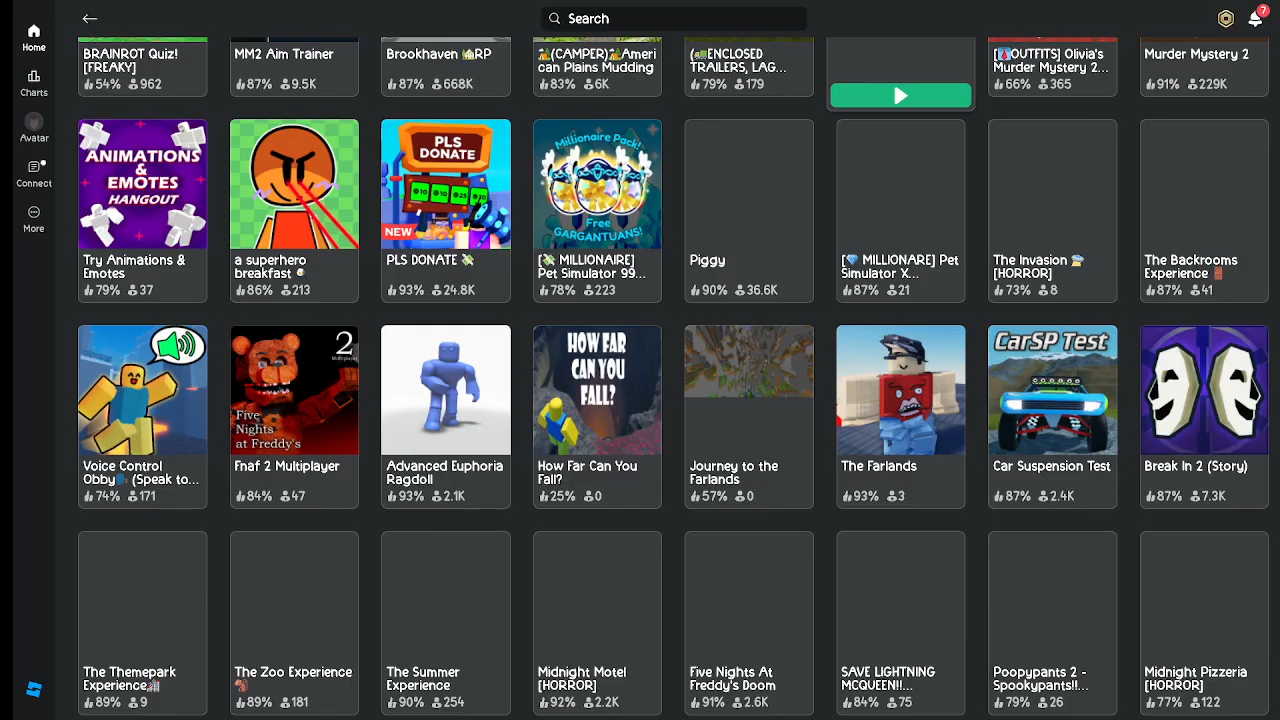 Search
7
Home
Charts
Avatar
Connect
More
BRAINROT Quiz!
[FREAKY]
54% 962
MM2 Aim Trainer
87% 9.5K
Brookhaven 🏡RP
87% 668K
🏕️(CAMPER)🏕️Ameri
can Plains Mudding
83% 6K
(🚛ENCLOSED
TRAILERS, LAG...
79% 179
[👗OUTFITS] Olivia's
Murder Mystery 2...
66% 365
Murder Mystery 2
91% 229K
ANIMATIONS
&
EMOTES
HANGOUT
Try Animations &
Emotes
79% 37
a superhero
breakfast 🍳
86% 213
PLS
DONATE
10 10 25 10
NEW
PLS DONATE 💸
93% 24.8K
Millionaire Pack!
Free
GARGANTUANS!
[💸 MILLIONAIRE]
Pet Simulator 99...
78% 223
Piggy
90% 36.6K
[💎 MILLIONARE] Pet
Simulator X...
87% 21
The Invasion 🛸
[HORROR]
73% 8
The Backrooms
Experience 🚪
87% 41
Voice Control
Obby🗣️ (Speak to...
74% 171
2
Multiplayer
Five
Nights
at Freddy's
Fnaf 2 Multiplayer
84% 47
Advanced Euphoria
Ragdoll
93% 2.1K
HOW FAR
CAN YOU
FALL?
How Far Can You
Fall?
25% 0
Journey to the
Farlands
57% 0
The Farlands
93% 3
CarSP Test
Car Suspension Test
87% 2.4K
Break In 2 (Story)
87% 7.3K
The Themepark
Experience🎢
89% 9
The Zoo Experience
🐿️
89% 181
The Summer
Experience
90% 254
Midnight Motel
[HORROR]
92% 2.2K
Five Nights At
Freddy's Doom
91% 2.6K
SAVE LIGHTNING
MCQUEEN!!...
84% 75
Poopypants 2 -
Spookypants!!...
79% 26
Midnight Pizzeria
[HORROR]
77% 122